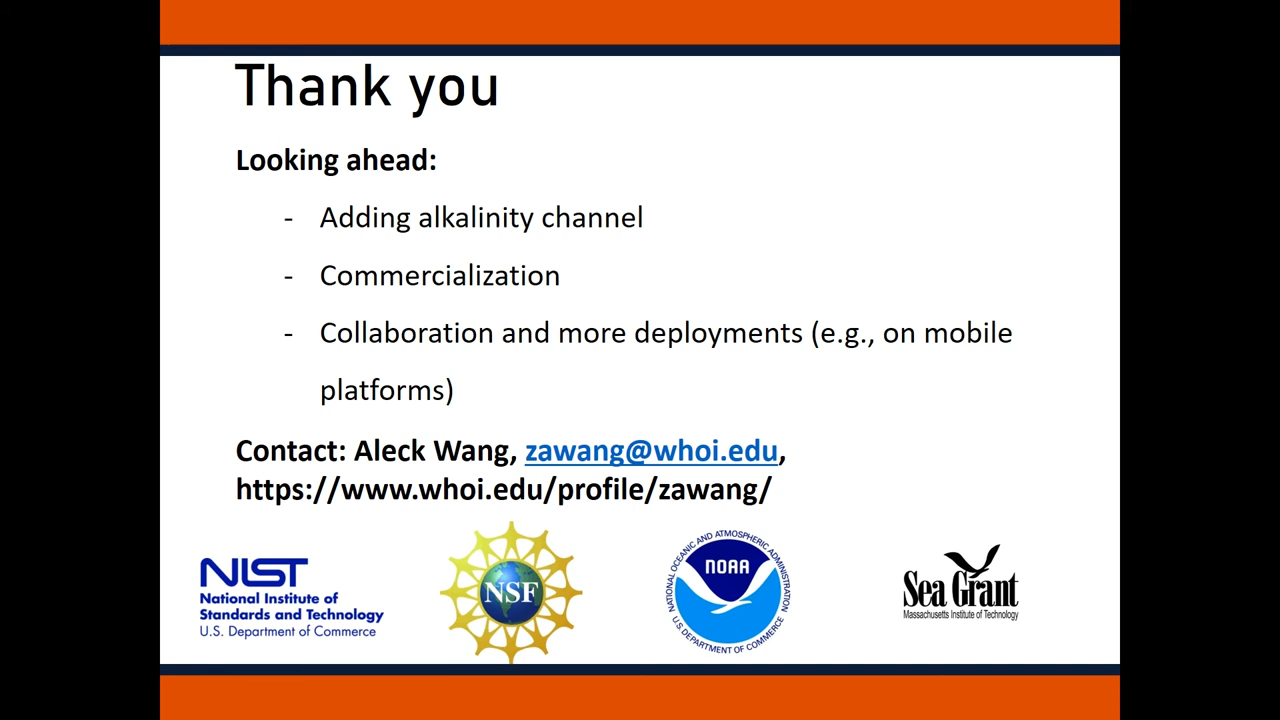 Thank you
Looking ahead:
- Adding alkalinity channel
- Commercialization
- Collaboration and more deployments (e.g., on mobile
platforms)
Contact: Aleck Wang, zawang@whoi.edu,
https://www.whoi.edu/profile/zawang/
NIST
National Institute of
Standards and Technology
U.S. Department of Commerce
NSF
NATIONAL OCEANIC AND ATMOSPHERIC ADMINISTRATION
NOAA
U.S. DEPARTMENT OF COMMERCE
Sea Grant
Massachusetts Institute of Technology